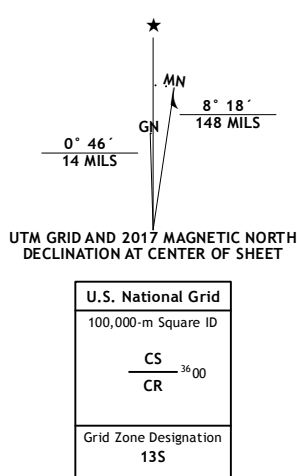 MN
GN
8° 18´
148 MILS
0° 46´
14 MILS
UTM GRID AND 2017 MAGNETIC NORTH
DECLINATION AT CENTER OF SHEET
U.S. National Grid
100,000-m Square ID
CS
3600
CR
Grid Zone Designation
13S